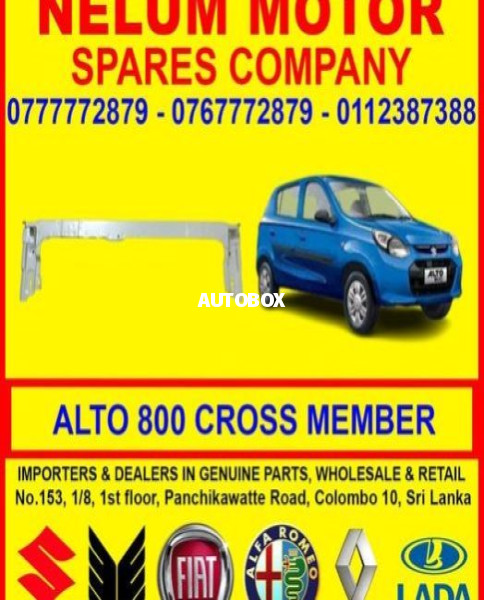 NELUM MOTOR
SPARES COMPANY
0777772879 - 0767772879 - 0112387388
ALTO
AUTOBOX
ALTO 800 CROSS MEMBER
IMPORTERS & DEALERS IN GENUINE PARTS, WHOLESALE & RETAIL
No.153, 1/8, 1st floor, Panchikawatte Road, Colombo 10, Sri Lanka
FIAT
ALFA ROMEO
LADA